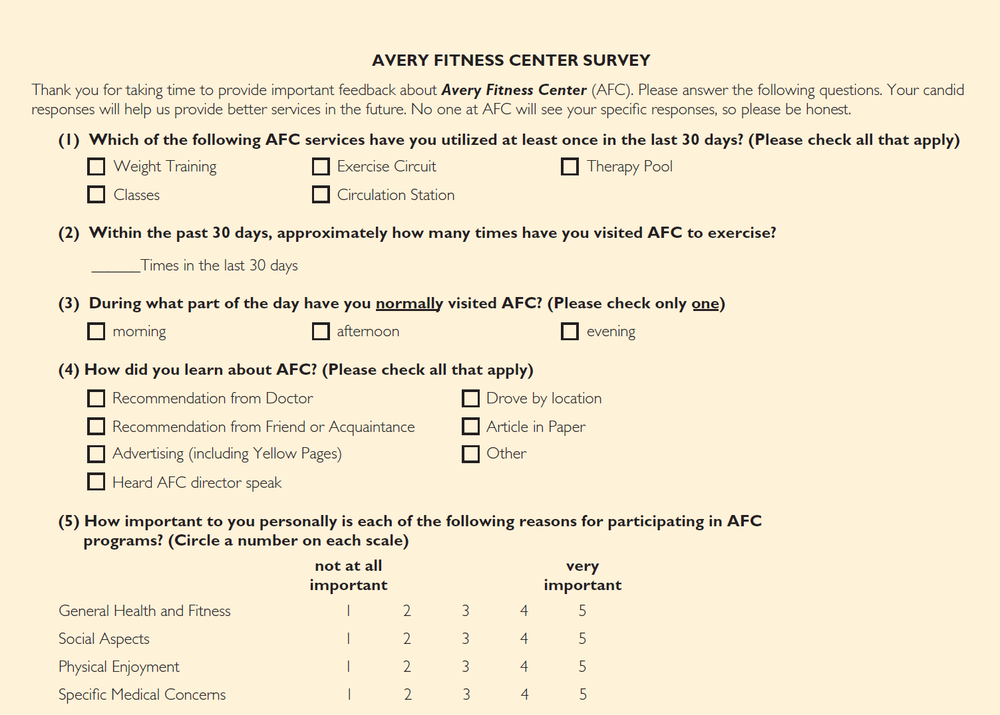 AVERY FITNESS CENTER SURVEY
Thank you for taking time to provide important feedback about Avery Fitness Center (AFC). Please answer the following questions. Your candid
responses will help us provide better services in the future. No one at AFC will see your specific responses, so please be honest.
(1) Which of the following AFC services have you utilized at least once in the last 30 days? (Please check all that apply)
Weight Training Exercise Circuit Therapy Pool
Classes Circulation Station
(2) Within the past 30 days, approximately how many times have you visited AFC to exercise?
______Times in the last 30 days
(3) During what part of the day have you normally visited AFC? (Please check only one)
morning afternoon evening
(4) How did you learn about AFC? (Please check all that apply)
Recommendation from Doctor Drove by location
Recommendation from Friend or Acquaintance Article in Paper
Advertising (including Yellow Pages) Other
Heard AFC director speak
(5) How important to you personally is each of the following reasons for participating in AFC
programs? (Circle a number on each scale)
not at all very
important important
General Health and Fitness 1 2 3 4 5
Social Aspects 1 2 3 4 5
Physical Enjoyment 1 2 3 4 5
Specific Medical Concerns 1 2 3 4 5